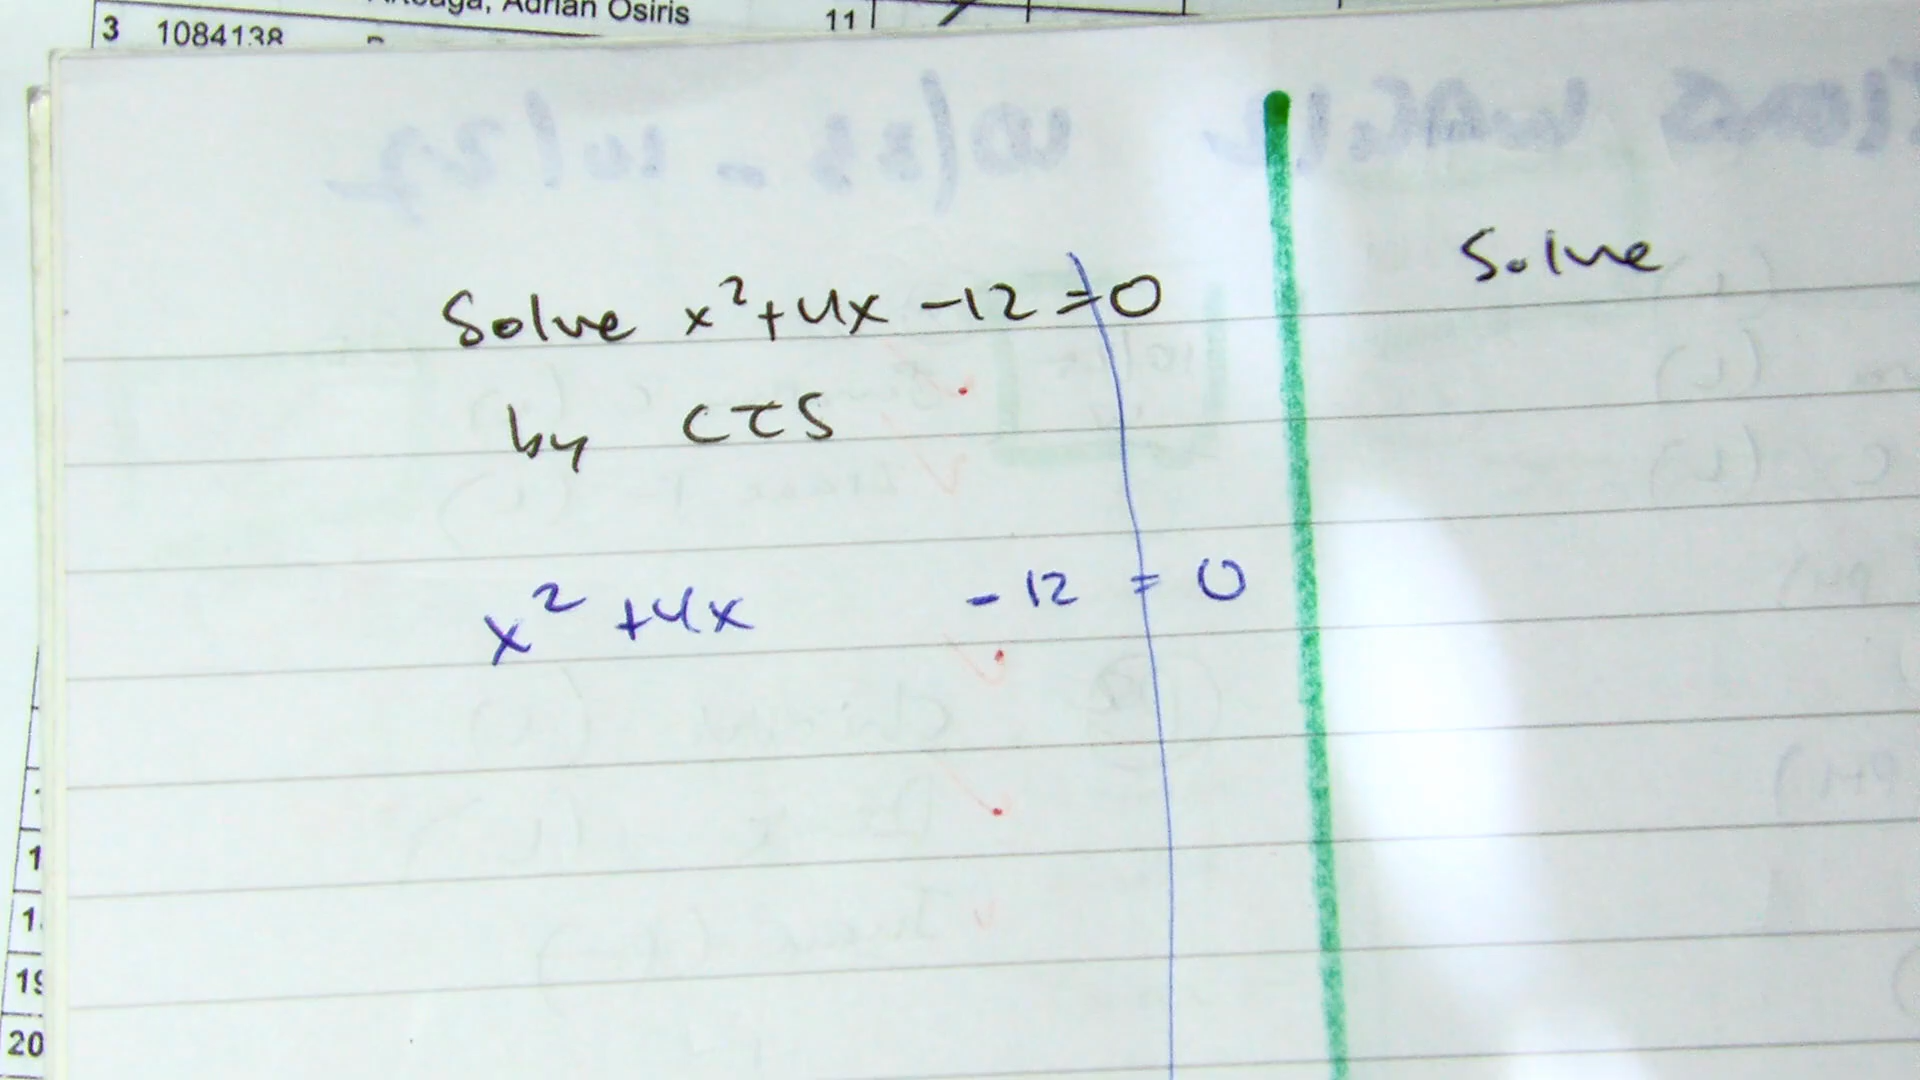 Adrian Osiris
11
3 1084138
Solve x² + 4x - 12 = 0
by CTS
x² + 4x - 12 = 0
Solve
1
19
20